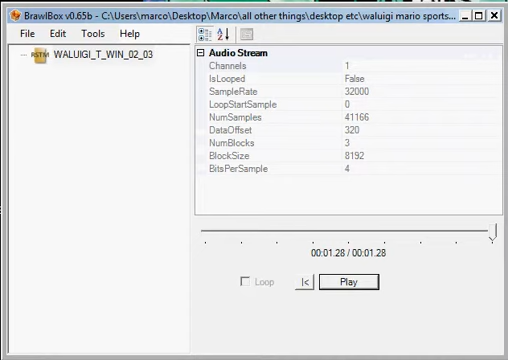 BrawlBox v0.65b - C:\Users\marco\Desktop\Marco\all other things\desktop etc\waluigi mario sports...
File Edit Tools Help
RSTM WALUIGI_T_WIN_02_03
Audio Stream
Channels 1
IsLooped False
SampleRate 32000
LoopStartSample 0
NumSamples 41166
DataOffset 320
NumBlocks 3
BlockSize 8192
BitsPerSample 4
00:01.28 / 00:01.28
Loop |< Play